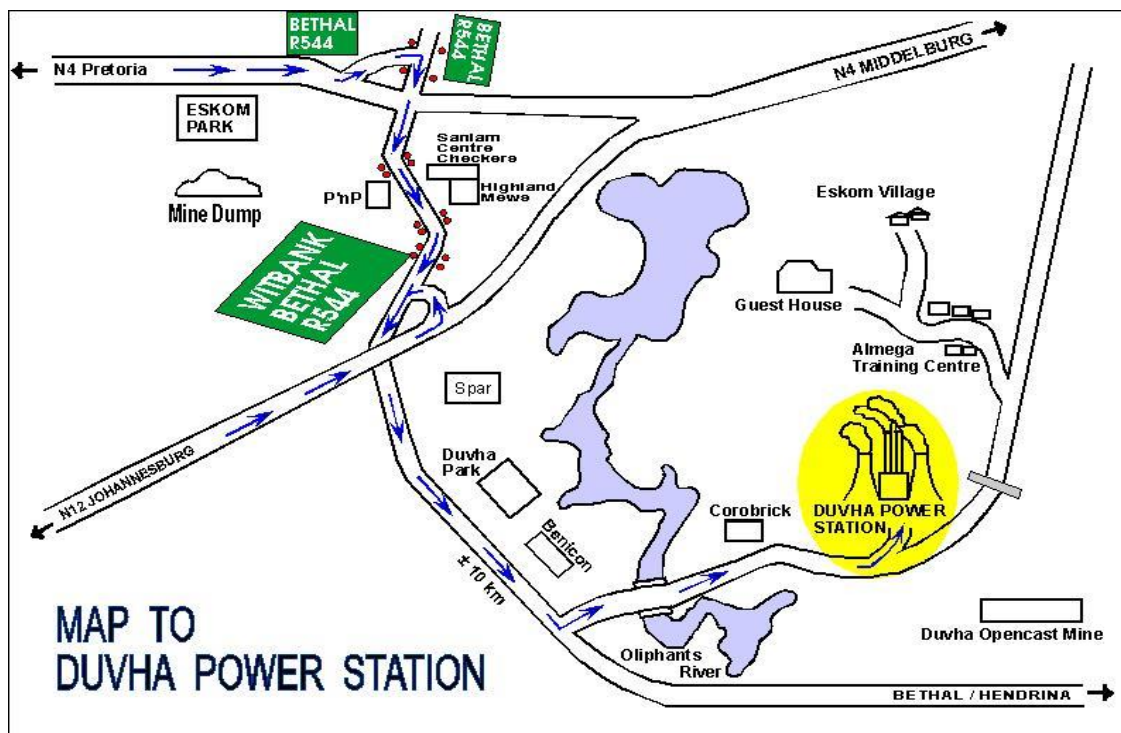 BETHAL
R544
BETHAL
R544
N4 Pretoria
N4 MIDDELBURG
ESKOM
PARK
Sanlam
Centre
Checkers
Mine Dump
P'nP
Highland
Mews
Eskom Village
WITBANK
BETHAL
R544
Guest House
Almega
Training Centre
Spar
Duvha
Park
N12 JOHANNESBURG
Corobrick
DUVHA POWER
STATION
Benicon
± 10 km
MAP TO
DUVHA POWER STATION
Oliphants
River
Duvha Opencast Mine
BETHAL / HENDRINA